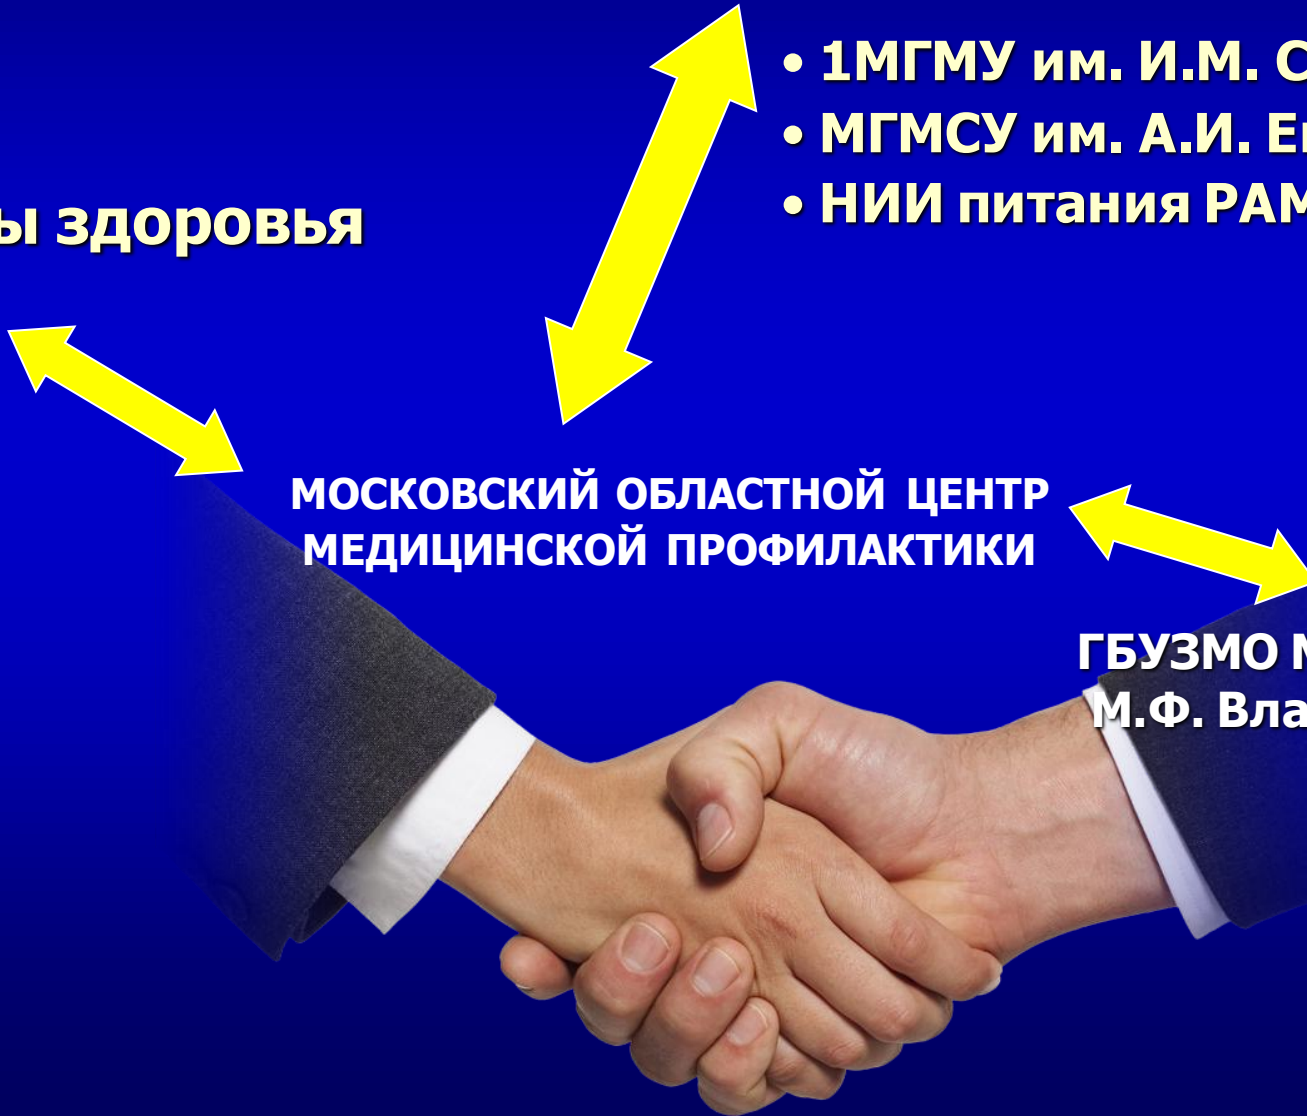 • 1МГМУ им. И.М.
• МГМСУ им. А.И.
• НИИ питания
здоровья
МОСКОВСКИЙ ОБЛАСТНОЙ ЦЕНТР
МЕДИЦИНСКОЙ ПРОФИЛАКТИКИ
ГБУЗМО
М.Ф.